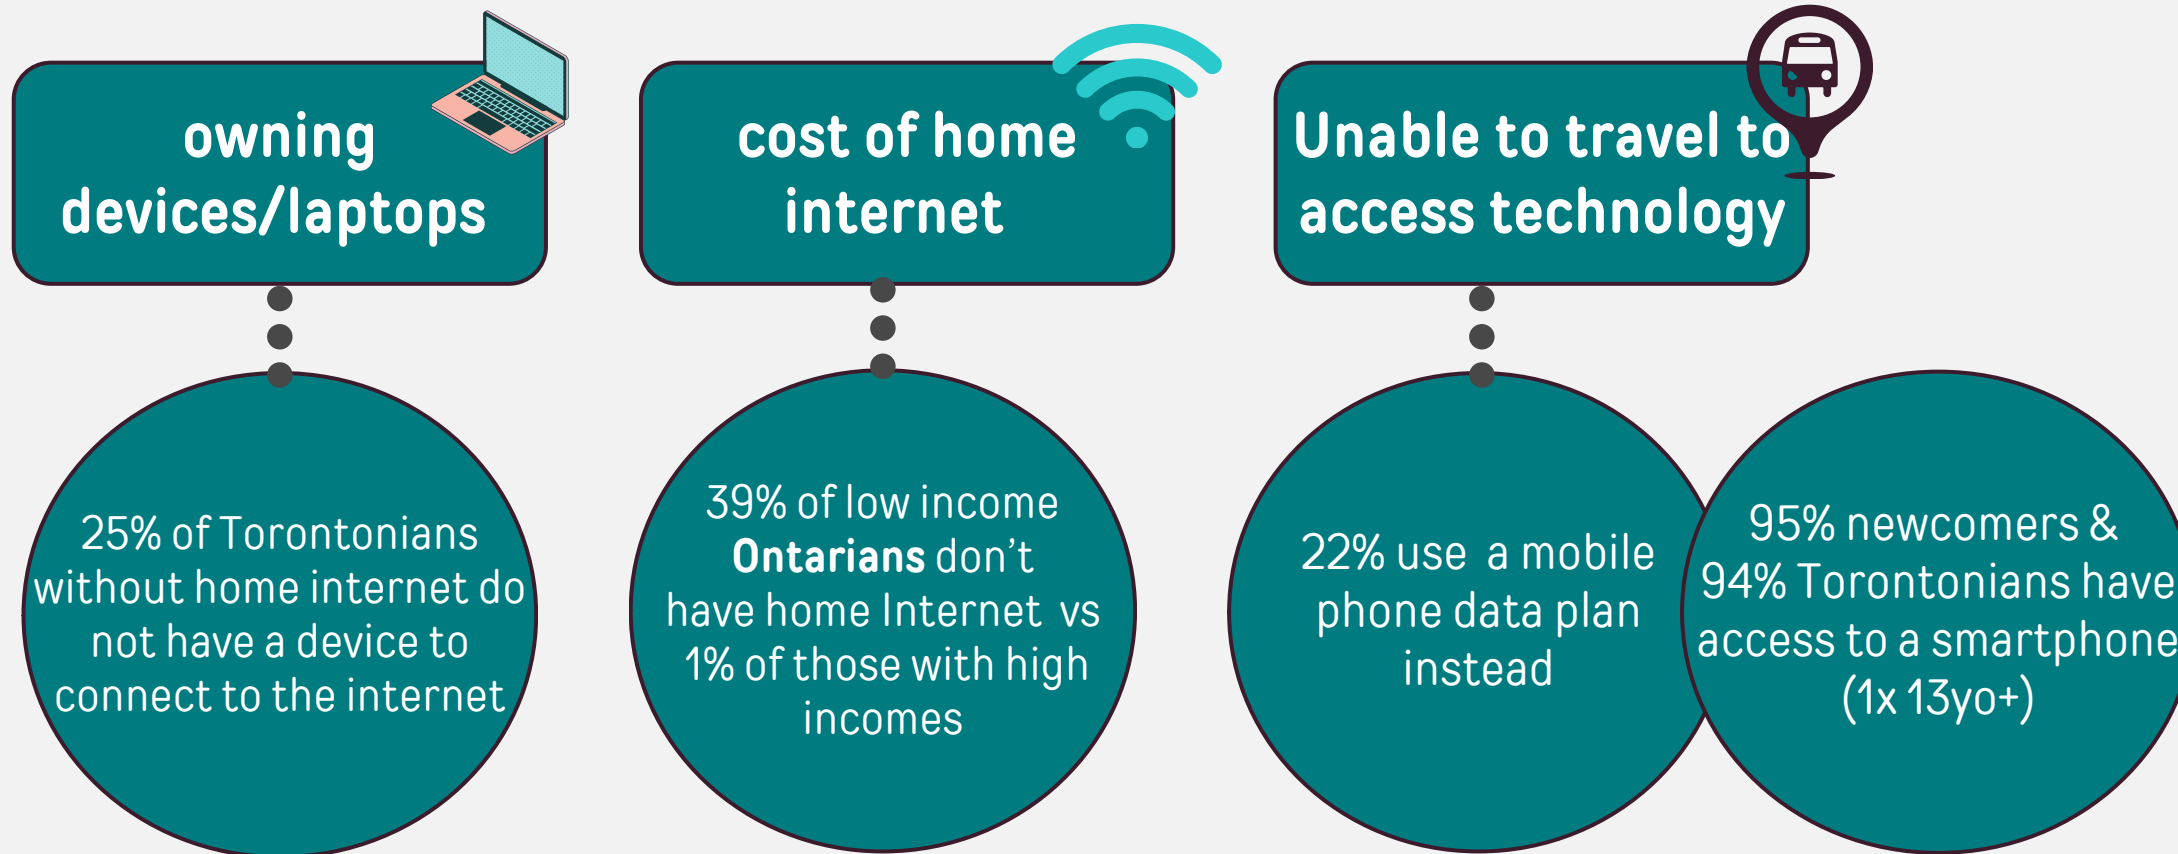 owning
devices/laptops
cost of home
internet
Unable to travel to
access technology
25% of Torontonians
without home internet do
not have a device to
connect to the internet
39% of low income
Ontarians don't
have home Internet vs
1% of those with high
incomes
22% use a mobile
phone data plan
instead
95% newcomers &
94% Torontonians have
access to a smartphone
(1x 13yo+)